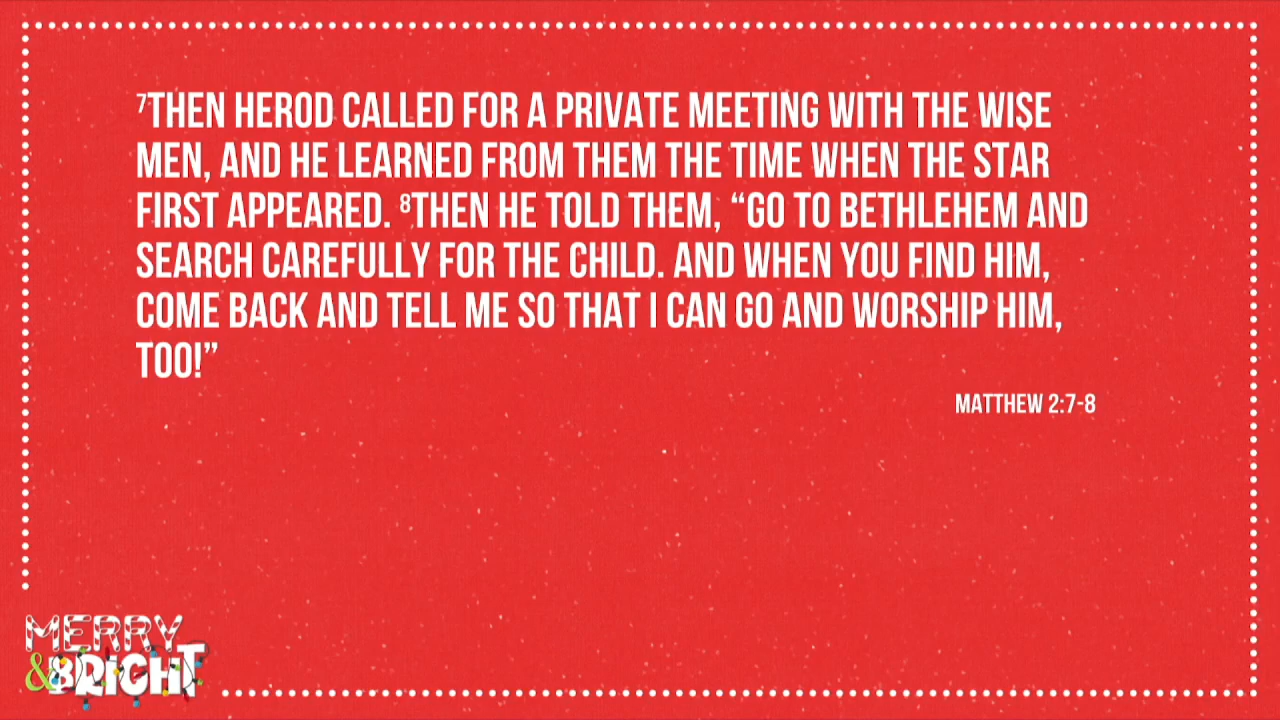 ⁷THEN HEROD CALLED FOR A PRIVATE MEETING WITH THE WISE
MEN, AND HE LEARNED FROM THEM THE TIME WHEN THE STAR
FIRST APPEARED. ⁸THEN HE TOLD THEM, “GO TO BETHLEHEM AND
SEARCH CAREFULLY FOR THE CHILD. AND WHEN YOU FIND HIM,
COME BACK AND TELL ME SO THAT I CAN GO AND WORSHIP HIM,
TOO!”
MATTHEW 2:7-8
MERRY
&BRIGHT